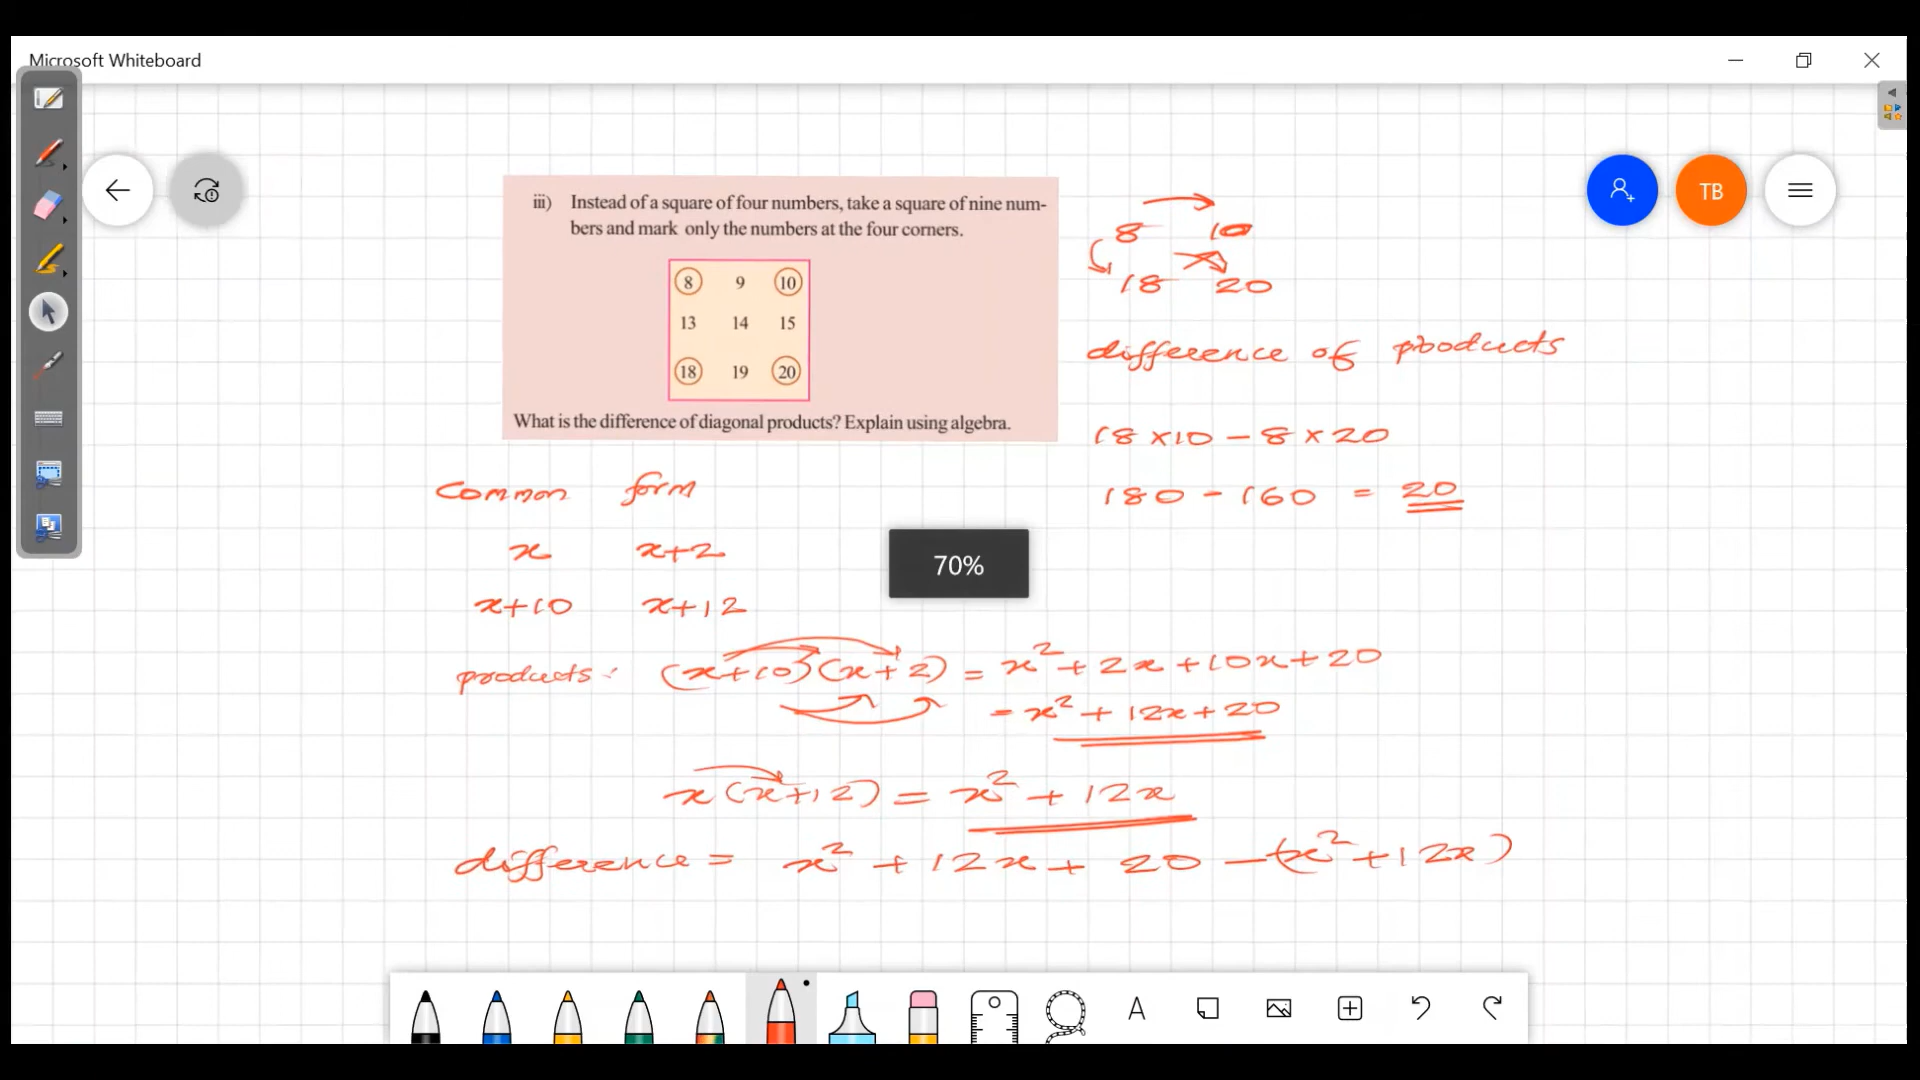 Microsoft Whiteboard
TB
iii) Instead of a square of four numbers, take a square of nine num-
bers and mark only the numbers at the four corners.
8 9 10
13 14 15
18 19 20
What is the difference of diagonal products? Explain using algebra.
8 10
18 20
difference of products
18 × 10 - 8 × 20
180 - 160 = 20
common form
x x+2
x+10 x+12
70%
products : (x+10)(x+2) = x² + 2x + 10x + 20
= x² + 12x + 20
x(x+12) = x² + 12x
difference = x² + 12x + 20 - (x² + 12x)
A